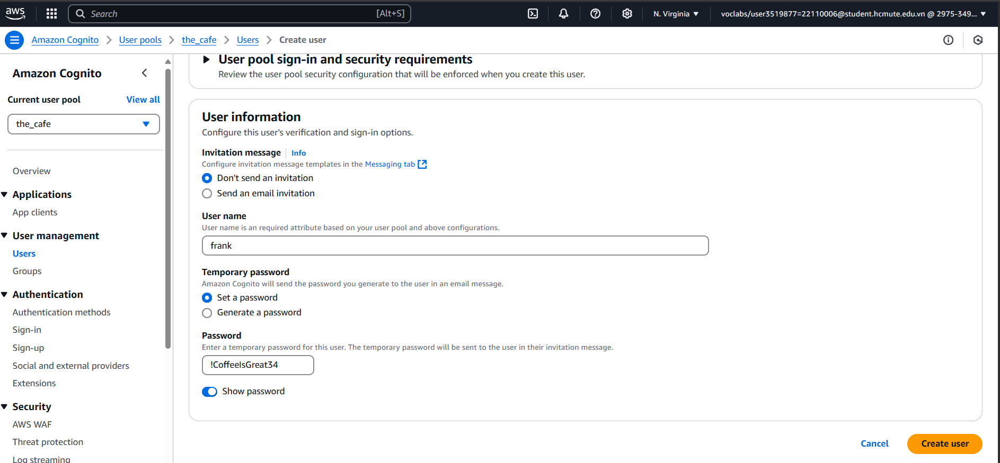 aws
Search
[Alt+S]
N. Virginia
voclabs/user3519877=22110006@student.hcmute.edu.vn @ 2975-349...
Amazon Cognito
User pools
the_cafe
Users
Create user
Amazon Cognito
Current user pool
View all
the_cafe
Overview
Applications
App clients
User management
Users
Groups
Authentication
Authentication methods
Sign-in
Sign-up
Social and external providers
Extensions
Security
AWS WAF
Threat protection
Log streaming
User pool sign-in and security requirements
Review the user pool security configuration that will be enforced when you create this user.
User information
Configure this user's verification and sign-in options.
Invitation message
Info
Configure invitation message templates in the Messaging tab
Don't send an invitation
Send an email invitation
User name
User name is an required attribute based on your user pool and above configurations.
frank
Temporary password
Amazon Cognito will send the password you generate to the user in an email message.
Set a password
Generate a password
Password
Enter a temporary password for this user. The temporary password will be sent to the user in their invitation message.
!CoffeeIsGreat34
Show password
Cancel
Create user